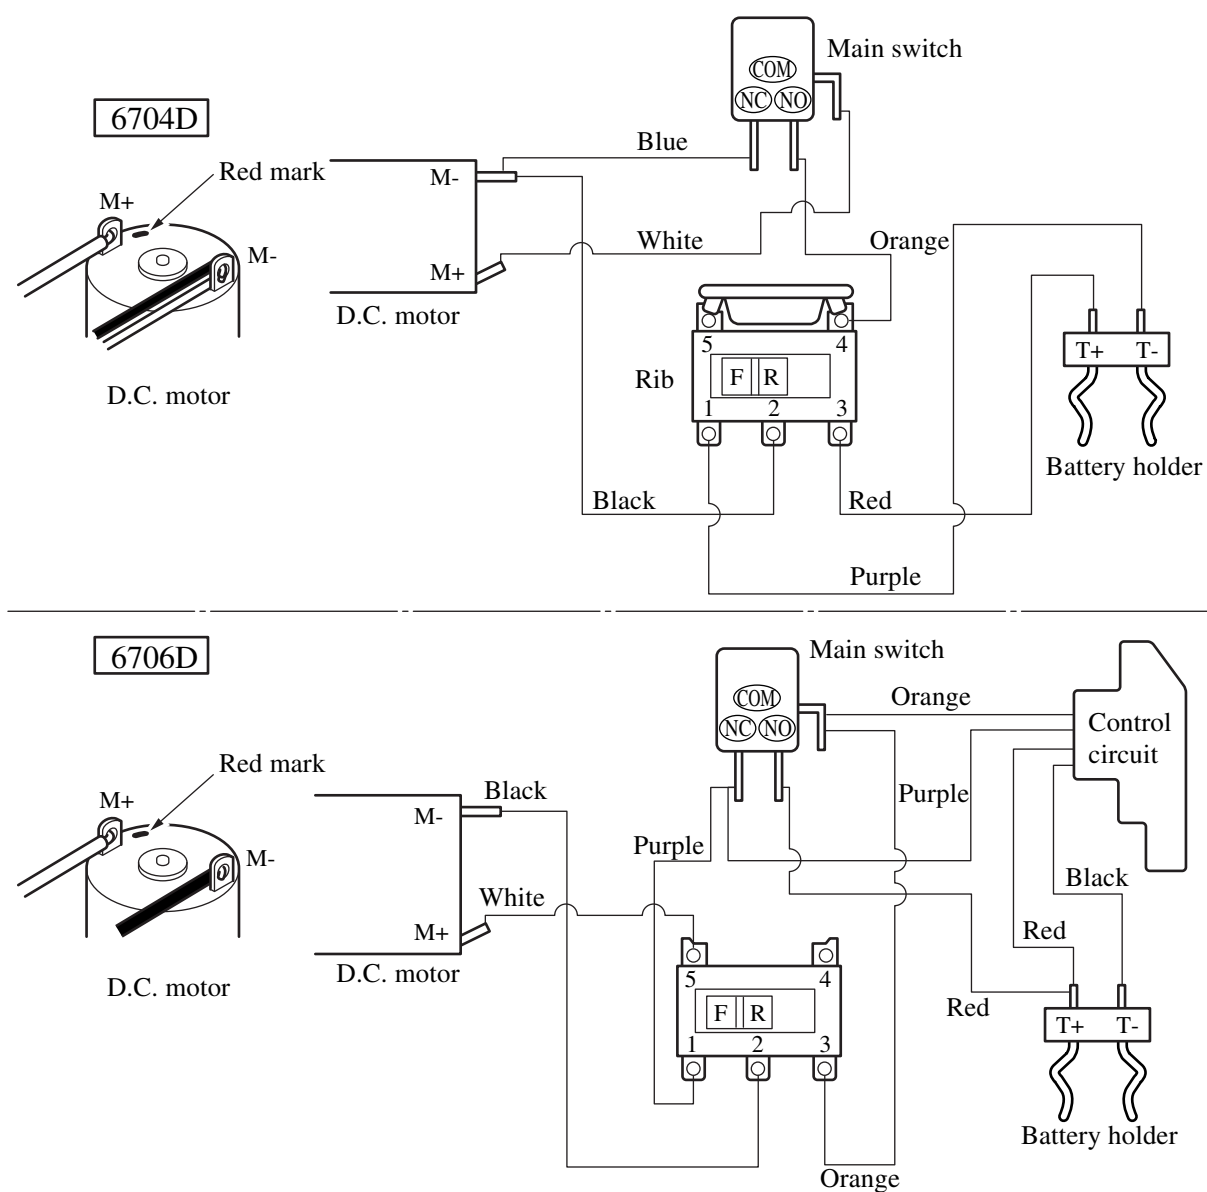 Main switch
COM
NC NO
6704D
Blue
Red mark
M-
M+
White
Orange
M-
M+
D.C. motor
5 4
T+ T-
Rib
F R
D.C. motor
1 2 3
Battery holder
Black
Red
Purple
6706D
Main switch
Orange
COM
NC NO
Control
circuit
Red mark
Black
Purple
M+
M-
Purple
M-
White
Black
M+
Red
D.C. motor
D.C. motor
5 4
Red
F R
T+ T-
1 2 3
Battery holder
Orange